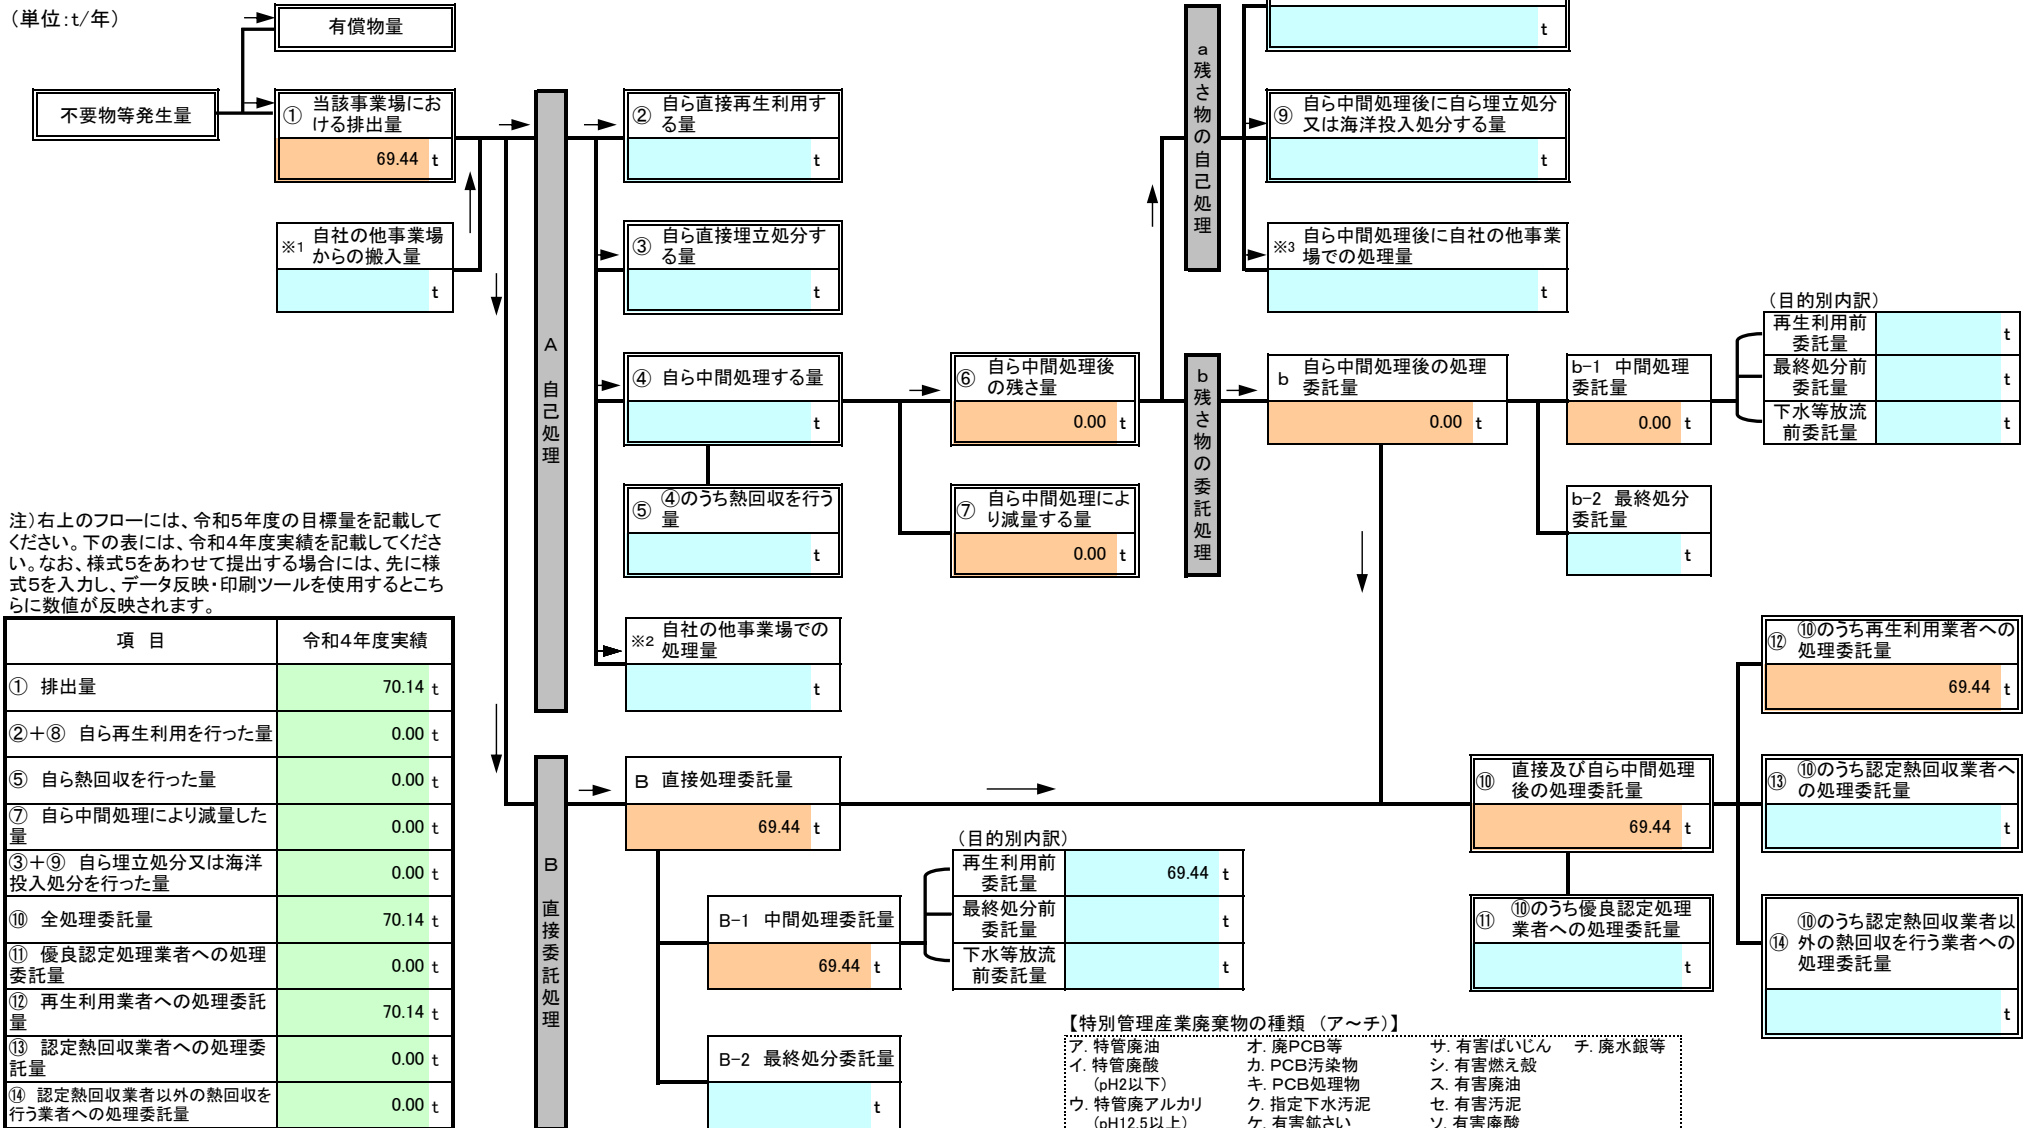 （単位：t/年）
有償物量
不要物等発生量
① 当該事業場にお
ける排出量
69.44 t
※1 自社の他事業場
からの搬入量
t
A 自己処理
② 自ら直接再生利用す
る量
t
③ 自ら直接埋立処分す
る量
t
④ 自ら中間処理する量
t
⑤ ④のうち熱回収を行う
量
t
※2 自社の他事業場での
処理量
t
⑥ 自ら中間処理後
の残さ量
0.00 t
⑦ 自ら中間処理によ
り減量する量
0.00 t
a 残さ物の自己処理
t
⑨ 自ら中間処理後に自ら埋立処分
又は海洋投入処分する量
t
※3 自ら中間処理後に自社の他事業
場での処理量
t
b 残さ物の委託処理
b 自ら中間処理後の処理
委託量
0.00 t
b-1 中間処理
委託量
0.00 t
（目的別内訳）
再生利用前
委託量
t
最終処分前
委託量
t
下水等放流
前委託量
t
b-2 最終処分
委託量
t
注）右上のフローには、令和5年度の目標量を記載して
ください。下の表には、令和4年度実績を記載してくださ
い。なお、様式5をあわせて提出する場合には、先に様
式5を入力し、データ反映・印刷ツールを使用するとこち
らに数値が反映されます。
項 目 令和4年度実績
① 排出量 70.14 t
②＋⑧ 自ら再生利用を行った量 0.00 t
⑤ 自ら熱回収を行った量 0.00 t
⑦ 自ら中間処理により減量した
量 0.00 t
③＋⑨ 自ら埋立処分又は海洋
投入処分を行った量 0.00 t
⑩ 全処理委託量 70.14 t
⑪ 優良認定処理業者への処理
委託量 0.00 t
⑫ 再生利用業者への処理委託
量 70.14 t
⑬ 認定熱回収業者への処理委
託量 0.00 t
⑭ 認定熱回収業者以外の熱回収を
行う業者への処理委託量 0.00 t
B 直接委託処理
B 直接処理委託量
69.44 t
B-1 中間処理委託量
69.44 t
（目的別内訳）
再生利用前
委託量
69.44 t
最終処分前
委託量
t
下水等放流
前委託量
t
B-2 最終処分委託量
t
⑩ 直接及び自ら中間処理
後の処理委託量
69.44 t
⑪ ⑩のうち優良認定処理
業者への処理委託量
t
⑫ ⑩のうち再生利用業者への
処理委託量
69.44 t
⑬ ⑩のうち認定熱回収業者へ
の処理委託量
t
⑭ ⑩のうち認定熱回収業者以
外の熱回収を行う業者への
処理委託量
t
【特別管理産業廃棄物の種類 （ア～チ）】
ア. 特管廃油 オ. 廃PCB等 サ. 有害ばいじん チ. 廃水銀等
イ. 特管廃酸 カ. PCB汚染物 シ. 有害燃え殻
（pH2以下） キ. PCB処理物 ス. 有害廃油
ウ. 特管廃アルカリ ク. 指定下水汚泥 セ. 有害汚泥
（pH12.5以上） ケ. 有害鉱さい ソ. 有害廃酸